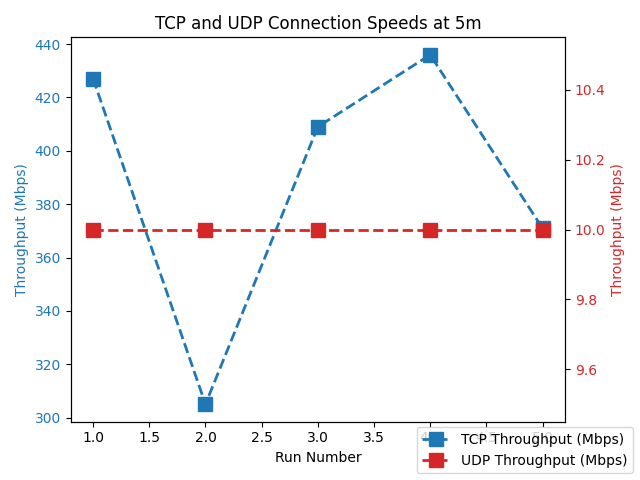 TCP and UDP Connection Speeds at 5m
440
420
400
380
360
340
320
300
Throughput (Mbps)
10.4
10.2
10.0
9.8
9.6
Throughput (Mbps)
1.0 1.5 2.0 2.5 3.0 3.5
Run Number
TCP Throughput (Mbps)
UDP Throughput (Mbps)